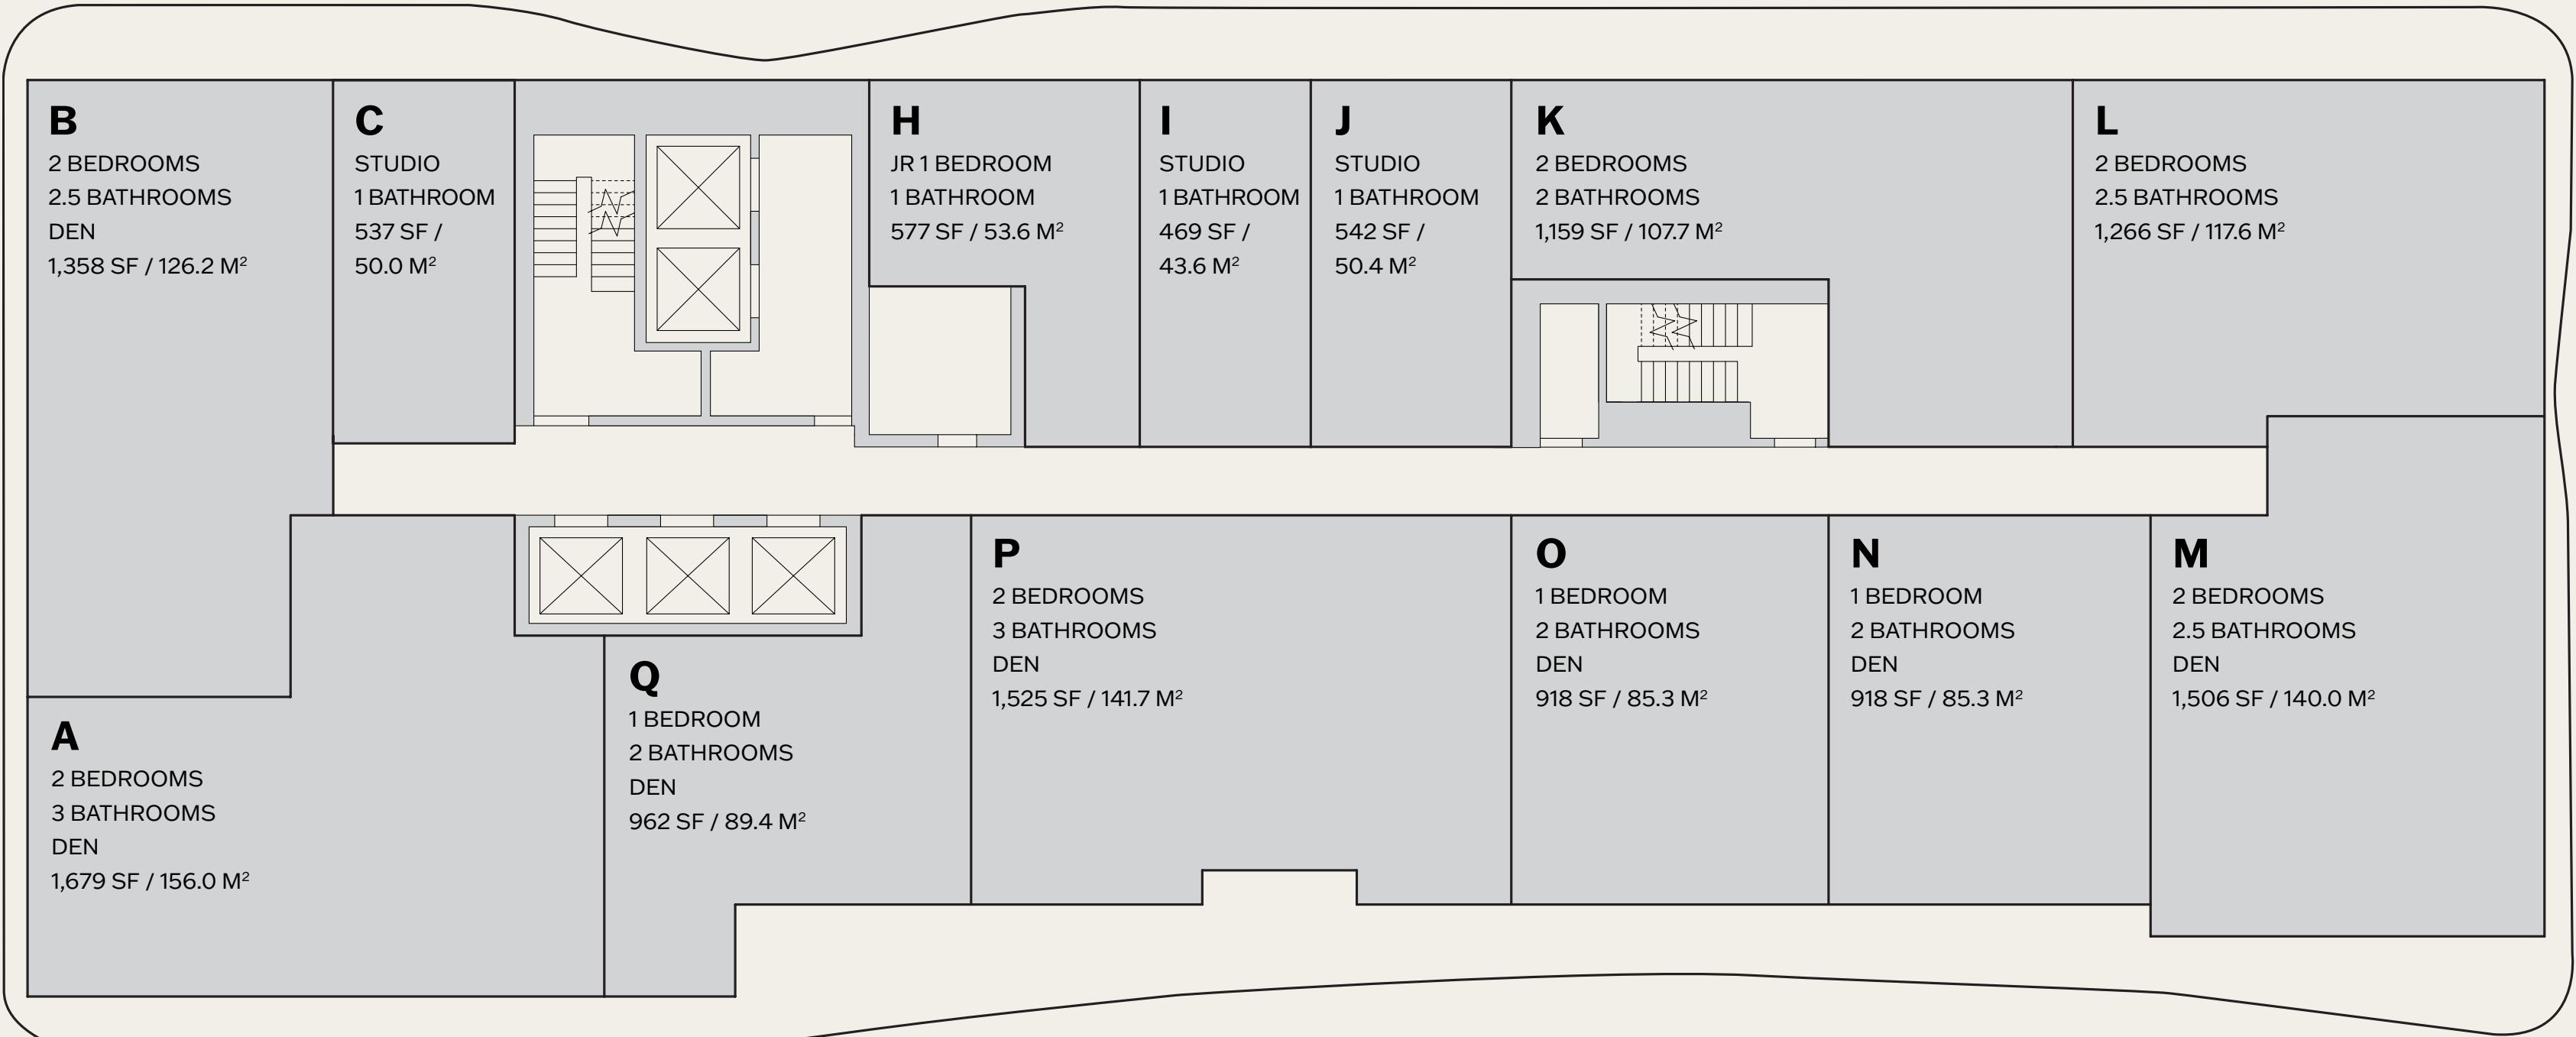 B
2 BEDROOMS
2.5 BATHROOMS
DEN
1,358 SF / 126.2 M²
C
STUDIO
1 BATHROOM
537 SF /
50.0 M²
H
JR 1 BEDROOM
1 BATHROOM
577 SF / 53.6 M²
I
STUDIO
1 BATHROOM
469 SF /
43.6 M²
J
STUDIO
1 BATHROOM
542 SF /
50.4 M²
K
2 BEDROOMS
2 BATHROOMS
1,159 SF / 107.7 M²
L
2 BEDROOMS
2.5 BATHROOMS
1,266 SF / 117.6 M²
A
2 BEDROOMS
3 BATHROOMS
DEN
1,679 SF / 156.0 M²
Q
1 BEDROOM
2 BATHROOMS
DEN
962 SF / 89.4 M²
P
2 BEDROOMS
3 BATHROOMS
DEN
1,525 SF / 141.7 M²
O
1 BEDROOM
2 BATHROOMS
DEN
918 SF / 85.3 M²
N
1 BEDROOM
2 BATHROOMS
DEN
918 SF / 85.3 M²
M
2 BEDROOMS
2.5 BATHROOMS
DEN
1,506 SF / 140.0 M²